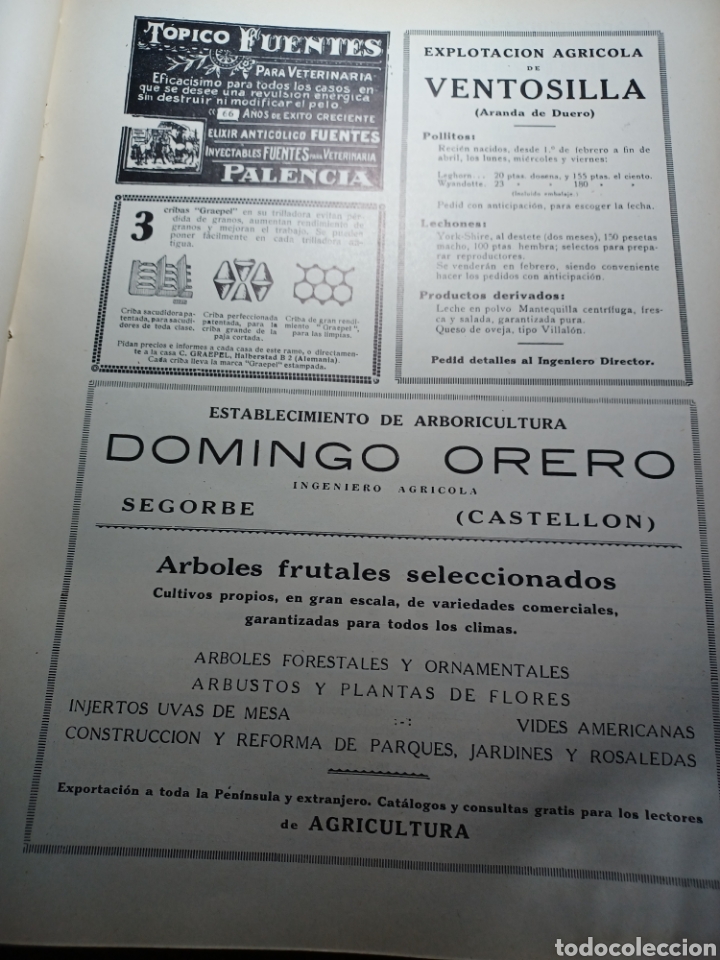 TÓPICO FUENTES
PARA VETERINARIA
Eficacísimo para todos los casos en
que se desee una revulsión enérgica
sin destruir ni modificar el pelo.
66 AÑOS DE EXITO CRECIENTE
ELIXIR ANTICÓLICO FUENTES
INYECTABLES FUENTES PARA VETERINARIA
PALENCIA
3 cribas "Graepel" en su trilladora evitan pér-
dida de granos, aumentan rendimiento de
granos y mejoran el trabajo. Se pueden
poner fácilmente en cada trilladora an-
tigua.
Criba sacudidora pa-
tentada, para sacudi-
dores de toda clase.
Criba perfeccionada
patentada, para la
criba grande de la
paja cortada.
Criba de gran rendi-
miento "Graepel",
para las limpias.
Pidan precios e informes a cada casa de este ramo, o directamen-
te a la casa C. GRAEPEL, Halberstad B 2 (Alemania)
Cada criba lleva la marca "Graepel" estampada.
EXPLOTACION AGRICOLA
DE
VENTOSILLA
(Aranda de Duero)
Pollitos:
Recién nacidos, desde 1.º de febrero a fin de
abril, los lunes, miércoles y viernes:
Leghorn... 20 ptas. docena, y 155 ptas. el ciento.
Wyandotte. 23 » » 180 » »
(Incluído embalaje.)
Pedid con anticipación, para escoger la fecha.
Lechones:
York-Shire, al destete (dos meses), 150 pesetas
macho, 100 ptas. hembra; selectos para prepa-
rar reproductores.
Se venderán en febrero, siendo conveniente
hacer los pedidos con anticipación.
Productos derivados:
Leche en polvo Mantequilla centrífuga, fres-
ca y salada, garantizada pura.
Queso de oveja, tipo Villalón.
Pedid detalles al Ingeniero Director.
ESTABLECIMIENTO DE ARBORICULTURA
DOMINGO ORERO
INGENIERO AGRICOLA
SEGORBE (CASTELLON)
Arboles frutales seleccionados
Cultivos propios, en gran escala, de variedades comerciales,
garantizadas para todos los climas.
ARBOLES FORESTALES Y ORNAMENTALES
ARBUSTOS Y PLANTAS DE FLORES
INJERTOS UVAS DE MESA :-: VIDES AMERICANAS
CONSTRUCCION Y REFORMA DE PARQUES, JARDINES Y ROSALEDAS
Exportación a toda la Península y extranjero. Catálogos y consultas gratis para los lectores
de AGRICULTURA
todocoleccion